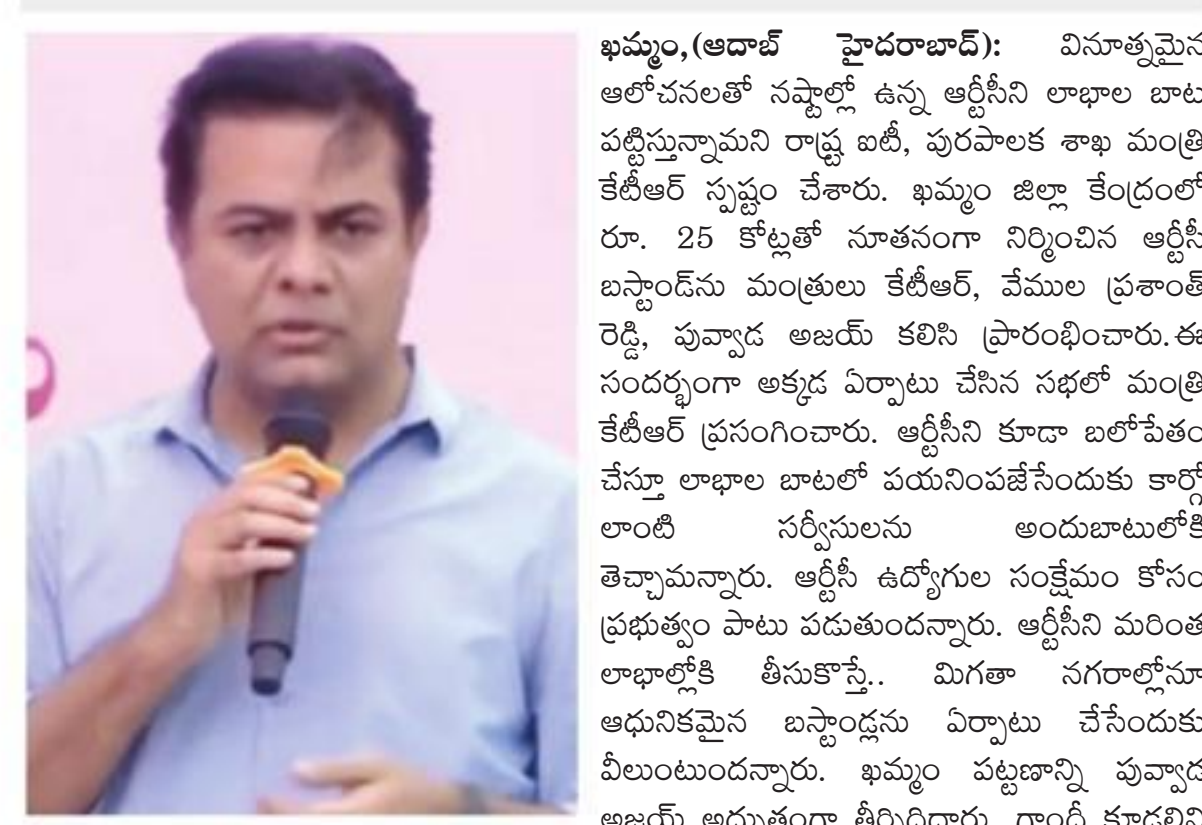 ఖమ్మం,(ఆదాబ్ హైదరాబాద్): వినూత్నమైన
ఆలోచనలతో నష్టాల్లో ఉన్న ఆర్టీసీని లాభాల బాట
పట్టిస్తున్నామని రాష్ట్ర ఐటీ, పురపాలక శాఖ మంత్రి
కేటీఆర్ స్పష్టం చేశారు. ఖమ్మం జిల్లా కేంద్రంలో
రూ. 25 కోట్లతో నూతనంగా నిర్మించిన ఆర్టీసీ
బస్టాండ్‌ను మంత్రులు కేటీఆర్, వేముల ప్రశాంత్
రెడ్డి, పువ్వాడ అజయ్ కలిసి ప్రారంభించారు.ఈ
సందర్భంగా అక్కడ ఏర్పాటు చేసిన సభలో మంత్రి
కేటీఆర్ ప్రసంగించారు. ఆర్టీసీని కూడా బలోపేతం
చేస్తూ లాభాల బాటలో పయనింపజేసేందుకు కార్గో
లాంటి సర్వీసులను అందుబాటులోకి
తెచ్చామన్నారు. ఆర్టీసీ ఉద్యోగుల సంక్షేమం కోసం
ప్రభుత్వం పాటు పడుతుందన్నారు. ఆర్టీసీని మరింత
లాభాల్లోకి తీసుకొస్తే.. మిగతా నగరాల్లోనూ
ఆధునికమైన బస్టాండ్లను ఏర్పాటు చేసేందుకు
వీలుంటుందన్నారు. ఖమ్మం పట్టణాన్ని పువ్వాడ
అజయ్ అద్భుతంగా తీర్చిదిద్దారు. గాంధీ కూడలిని